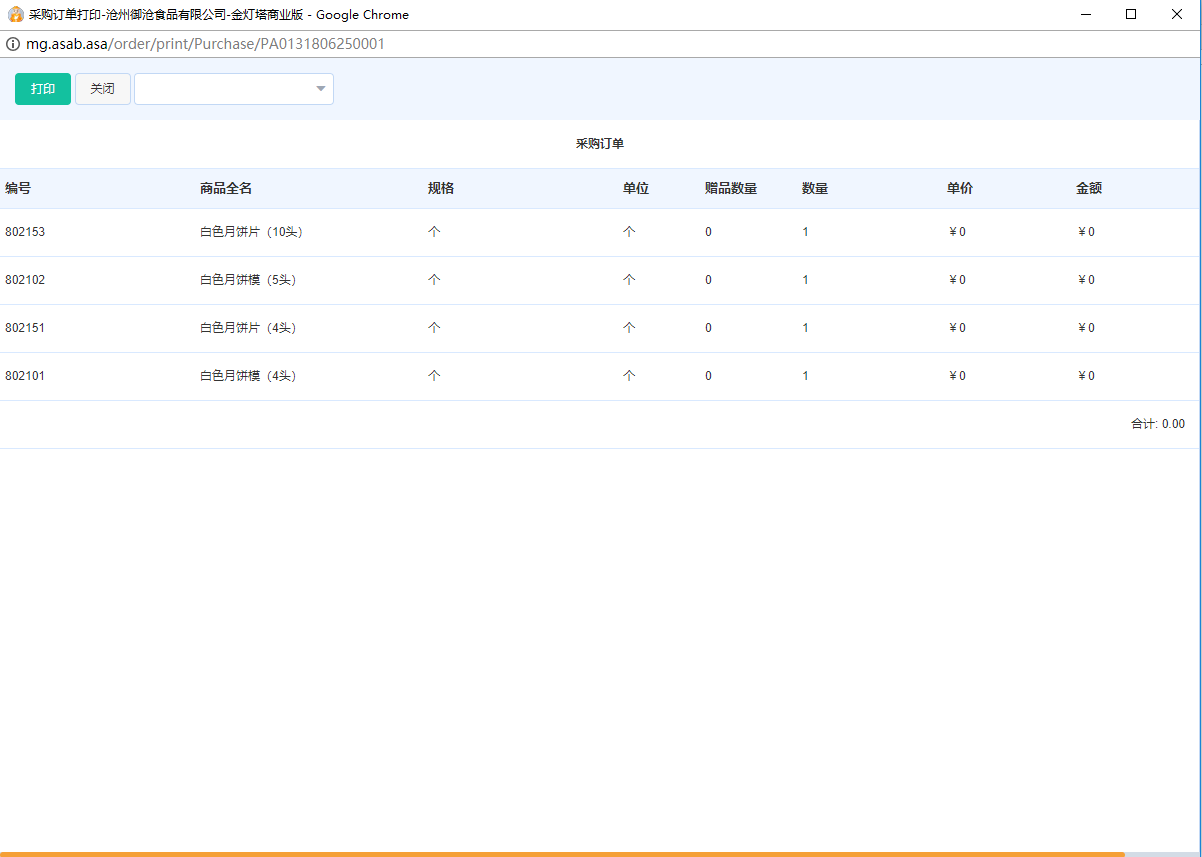 采购订单打印-沧州御沧食品有限公司-金灯塔商业版 - Google Chrome
mg.asab.asa/order/print/Purchase/PA0131806250001
打印 关闭
采购订单
编号 商品全名 规格 单位 赠品数量 数量 单价 金额
802153 白色月饼片（10头） 个 个 0 1 ￥0 ￥0
802102 白色月饼模（5头） 个 个 0 1 ￥0 ￥0
802151 白色月饼片（4头） 个 个 0 1 ￥0 ￥0
802101 白色月饼模（4头） 个 个 0 1 ￥0 ￥0
合计: 0.00